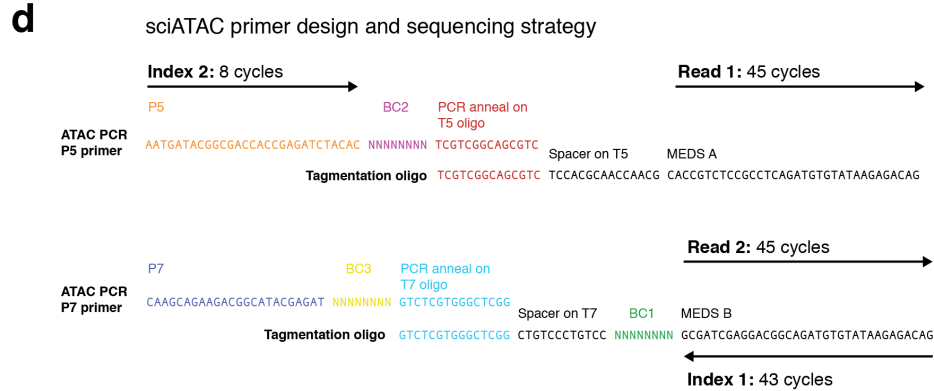 d
sciATAC primer design and sequencing strategy
Index 2: 8 cycles
Read 1: 45 cycles
P5
BC2
PCR anneal on
T5 oligo
ATAC PCR
P5 primer
AATGATACGGCGACCACCGAGATCTACAC NNNNNNNN TCGTCGGCAGCGTC
Spacer on T5
MEDS A
Tagmentation oligo
TCGTCGGCAGCGTC TCCACGCAACCAACG CACCGTCTCCGCCTCAGATGTGTATAAGAGACAG
Read 2: 45 cycles
P7
BC3
PCR anneal on
T7 oligo
ATAC PCR
P7 primer
CAAGCAGAAGACGGCATACGAGAT NNNNNNNN GTCTCGTGGGCTCGG
Spacer on T7
BC1
MEDS B
Tagmentation oligo
GTCTCGTGGGCTCGG CTGTCCCTGTCC NNNNNNNN GCGATCGAGGACGGCAGATGTGTATAAGAGACAG
Index 1: 43 cycles